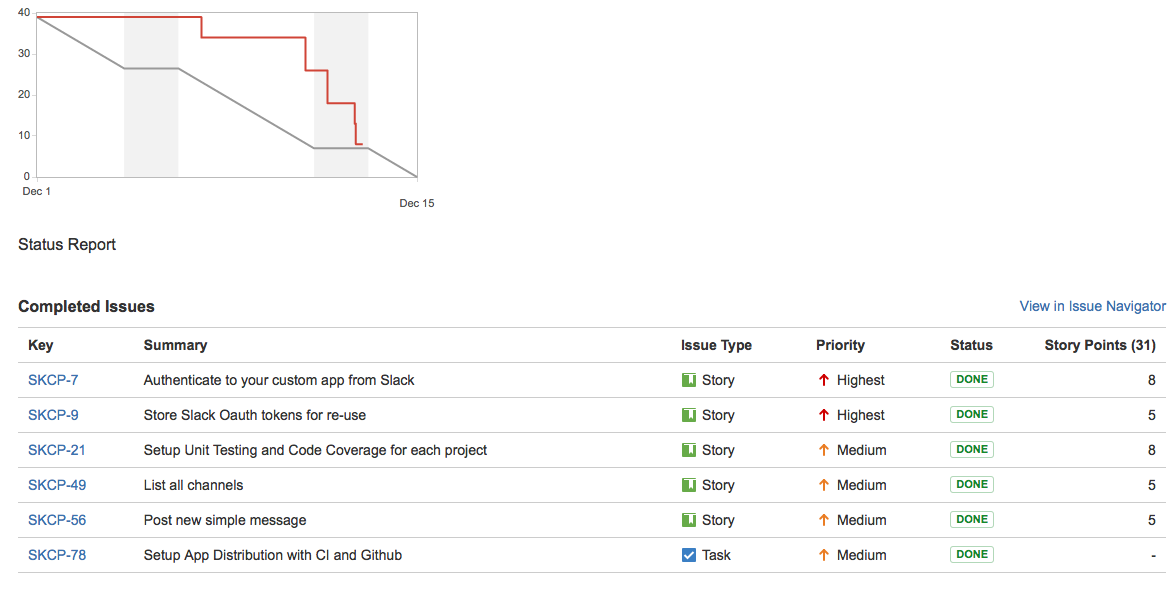 40
30
20
10
0
Dec 1
Dec 15
Status Report
Completed Issues View in Issue Navigator
Key Summary Issue Type Priority Status Story Points (31)
SKCP-7 Authenticate to your custom app from Slack Story Highest DONE 8
SKCP-9 Store Slack Oauth tokens for re-use Story Highest DONE 5
SKCP-21 Setup Unit Testing and Code Coverage for each project Story Medium DONE 8
SKCP-49 List all channels Story Medium DONE 5
SKCP-56 Post new simple message Story Medium DONE 5
SKCP-78 Setup App Distribution with CI and Github Task Medium DONE -